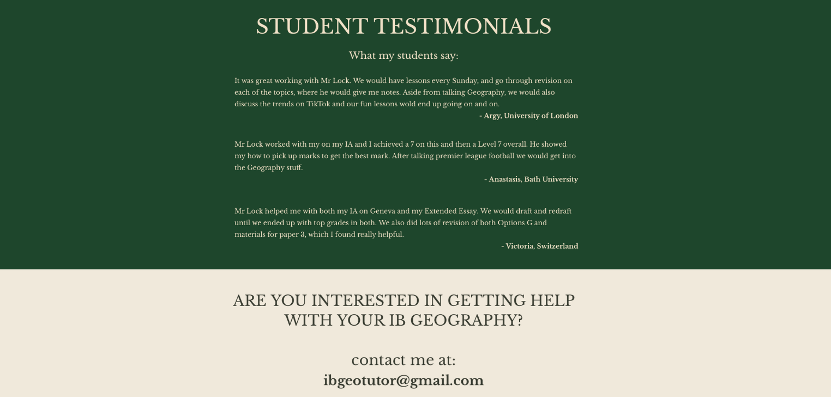 STUDENT TESTIMONIALS
What my students say:
It was great working with Mr Lock. We would have lessons every Sunday, and go through revision on
each of the topics, where he would give me notes. Aside from talking Geography, we would also
discuss the trends on TikTok and our fun lessons wold end up going on and on.
- Argy, University of London
Mr Lock worked with my on my IA and I achieved a 7 on this and then a Level 7 overall. He showed
my how to pick up marks to get the best mark. After talking premier league football we would get into
the Geography stuff.
- Anastasis, Bath University
Mr Lock helped me with both my IA on Geneva and my Extended Essay. We would draft and redraft
until we ended up with top grades in both. We also did lots of revision of both Options G and
materials for paper 3, which I found really helpful.
- Victoria, Switzerland
ARE YOU INTERESTED IN GETTING HELP
WITH YOUR IB GEOGRAPHY?
contact me at:
ibgeotutor@gmail.com